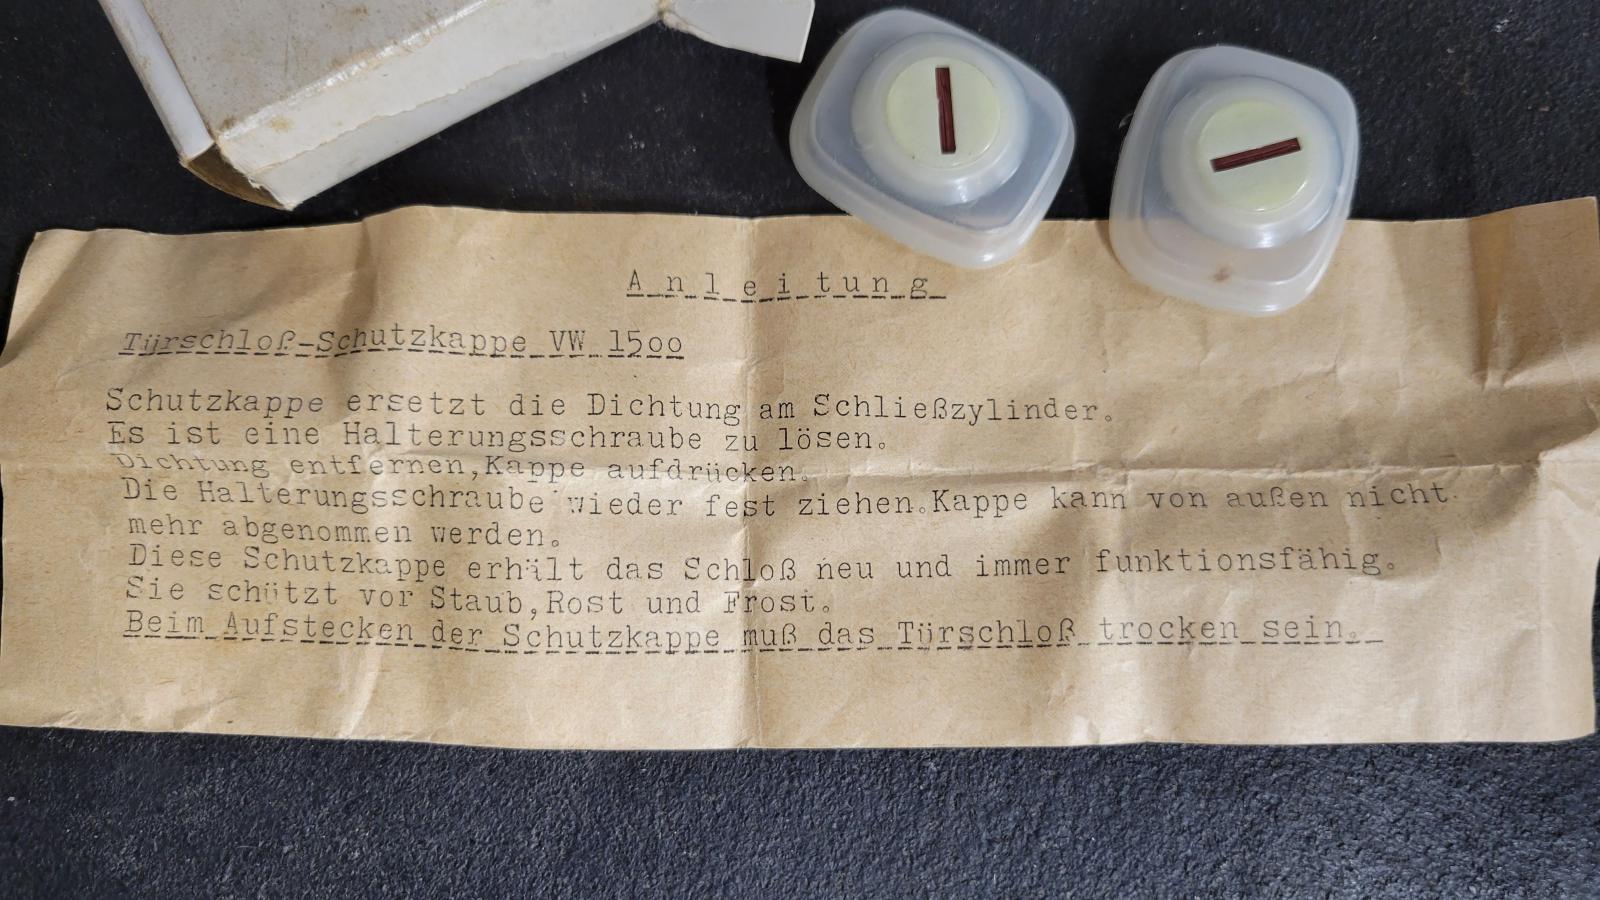 Anleitung
Türschloß-Schutzkappe VW 1500
Schutzkappe ersetzt die Dichtung am Schließzylinder.
Es ist eine Halterungsschraube zu lösen.
Dichtung entfernen,Kappe aufdrücken.
Die Halterungsschraube wieder fest ziehen.Kappe kann von außen nicht
mehr abgenommen werden.
Diese Schutzkappe erhält das Schloß neu und immer funktionsfähig.
Sie schützt vor Staub,Rost und Frost.
Beim Aufstecken der Schutzkappe muß das Türschloß trocken sein.